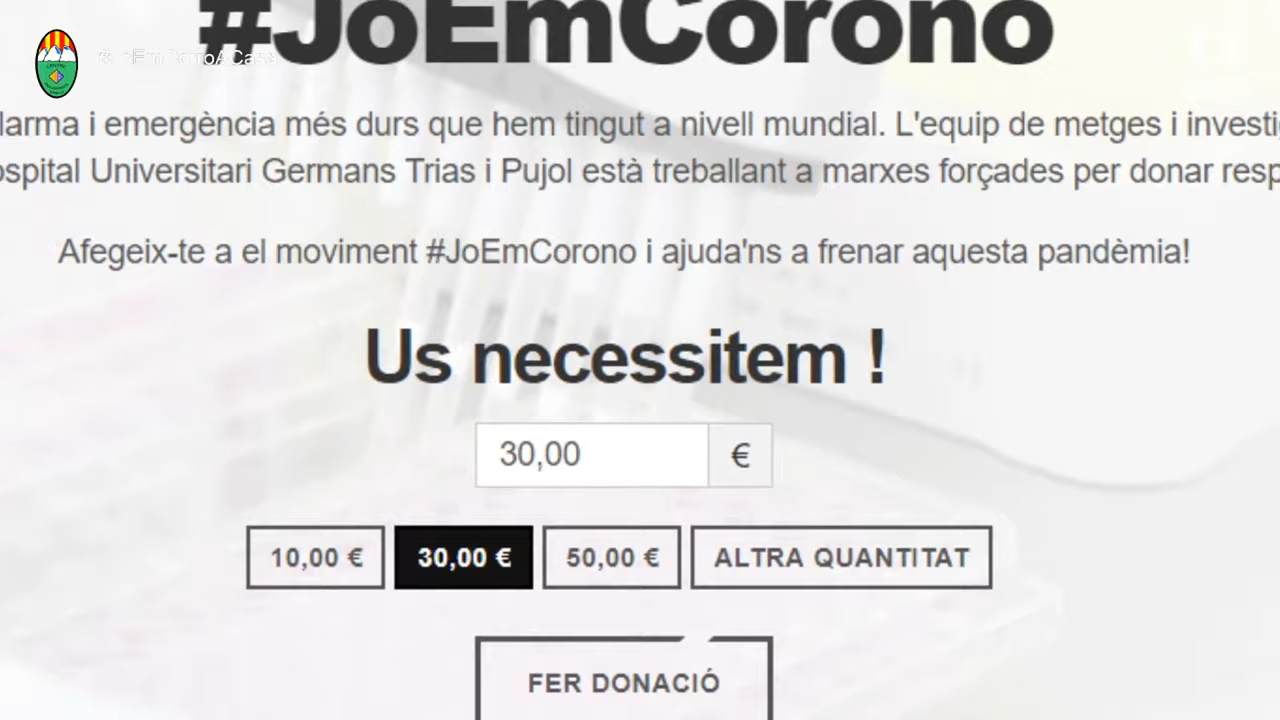 #JoEmCorono
larma i emergència més durs que hem tingut a nivell mundial. L'equip de metges i investi
ospital Universitari Germans Trias i Pujol està treballant a marxes forçades per donar resp
Afegeix-te a el moviment #JoEmCorono i ajuda'ns a frenar aquesta pandèmia!
Us necessitem !
30,00 €
10,00 € 30,00 € 50,00 € ALTRA QUANTITAT
FER DONACIÓ